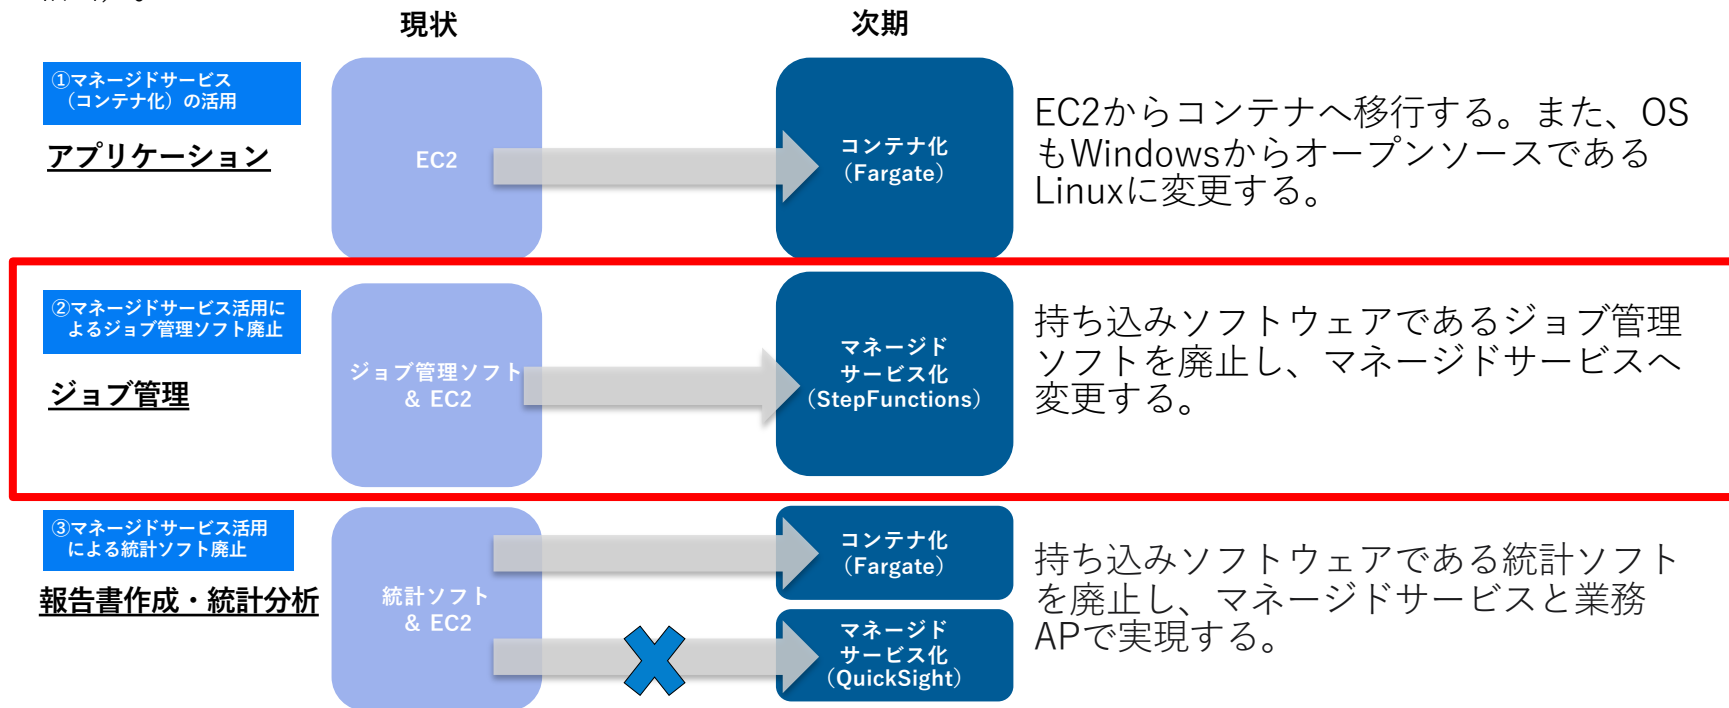 現状
次期
①マネージドサービス
（コンテナ化）の活用
アプリケーション
EC2
コンテナ化
（Fargate）
EC2からコンテナへ移行する。また、OS
もWindowsからオープンソースである
Linuxに変更する。
②マネージドサービス活用に
よるジョブ管理ソフト廃止
ジョブ管理
ジョブ管理ソフト
& EC2
マネージド
サービス化
（StepFunctions）
持ち込みソフトウェアであるジョブ管理
ソフトを廃止し、マネージドサービスへ
変更する。
③マネージドサービス活用
による統計ソフト廃止
報告書作成・統計分析
統計ソフト
& EC2
コンテナ化
（Fargate）
マネージド
サービス化
（QuickSight）
持ち込みソフトウェアである統計ソフト
を廃止し、マネージドサービスと業務
APで実現する。